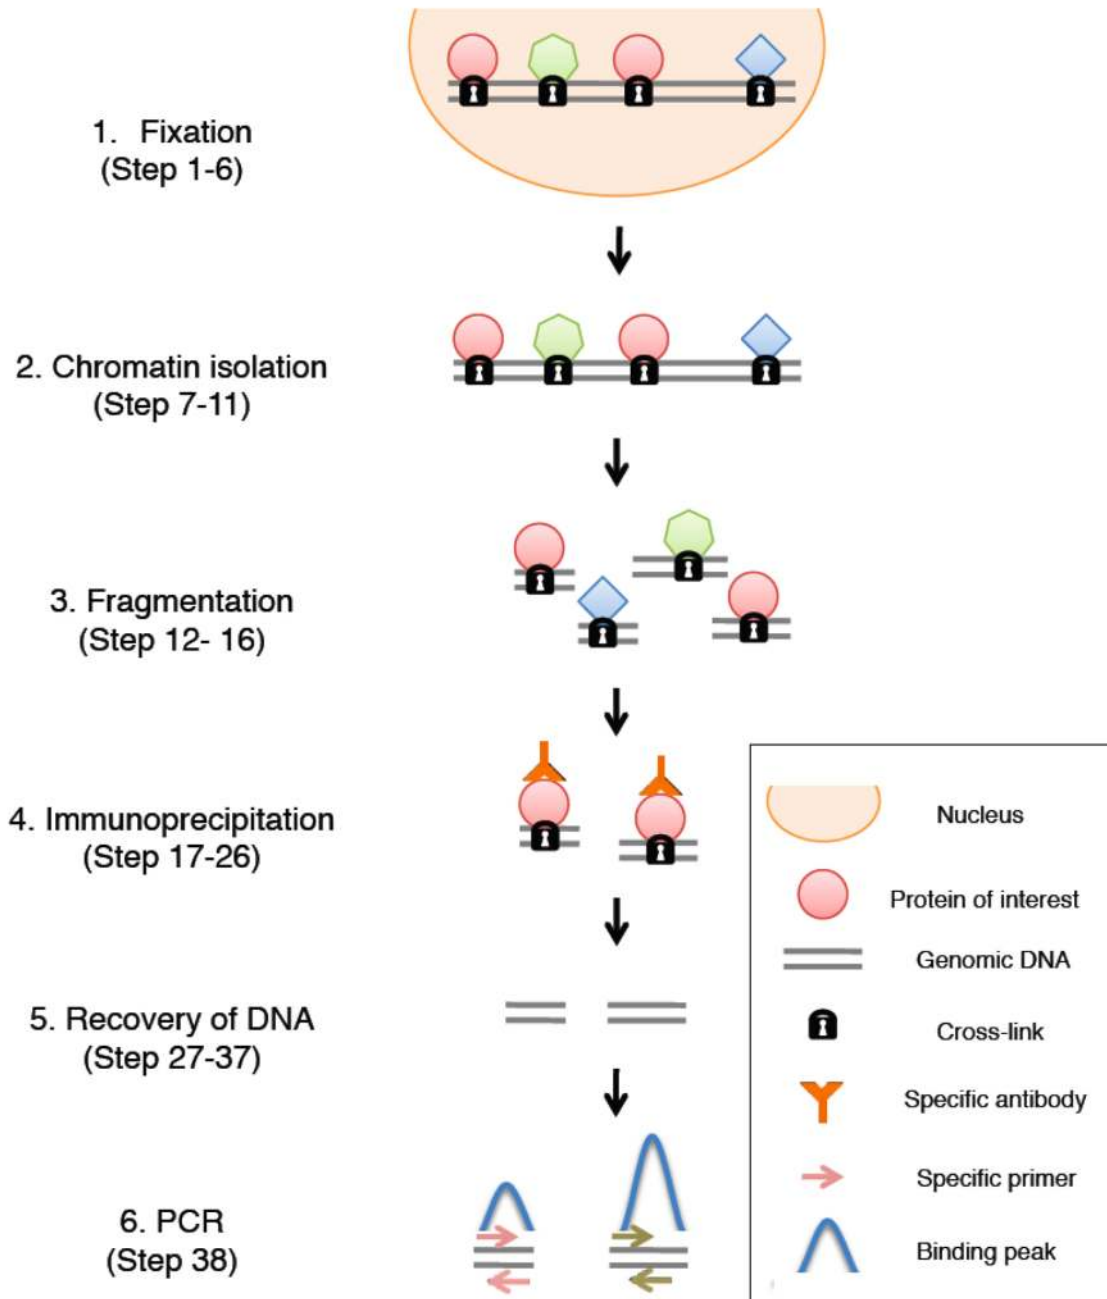 1. Fixation
(Step 1-6)
2. Chromatin isolation
(Step 7-11)
3. Fragmentation
(Step 12- 16)
4. Immunoprecipitation
(Step 17-26)
5. Recovery of DNA
(Step 27-37)
6. PCR
(Step 38)
Nucleus
Protein of interest
Genomic DNA
Cross-link
Specific antibody
Specific primer
Binding peak